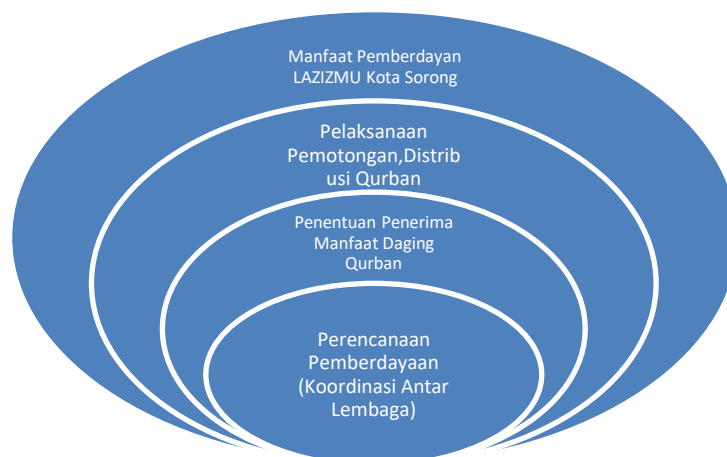 Manfaat Pemberdayan
LAZIZMU Kota Sorong
Pelaksanaan
Pemotongan,Distrib
usi Qurban
Penentuan Penerima
Manfaat Daging
Qurban
Perencanaan
Pemberdayaan
(Koordinasi Antar
Lembaga)